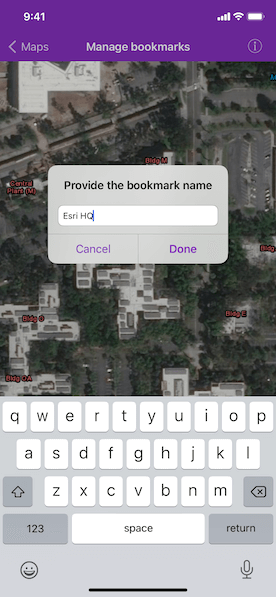 9:41
Maps
Manage bookmarks
Bldg M
Central
Plant (M)
Provide the bookmark name
Esri HQ
Cancel
Done
Bldg O
Bldg E
Bldg
Bldg QA
q w e r t y u i o p
a s d f g h j k l
z x c v b n m
123
space
return